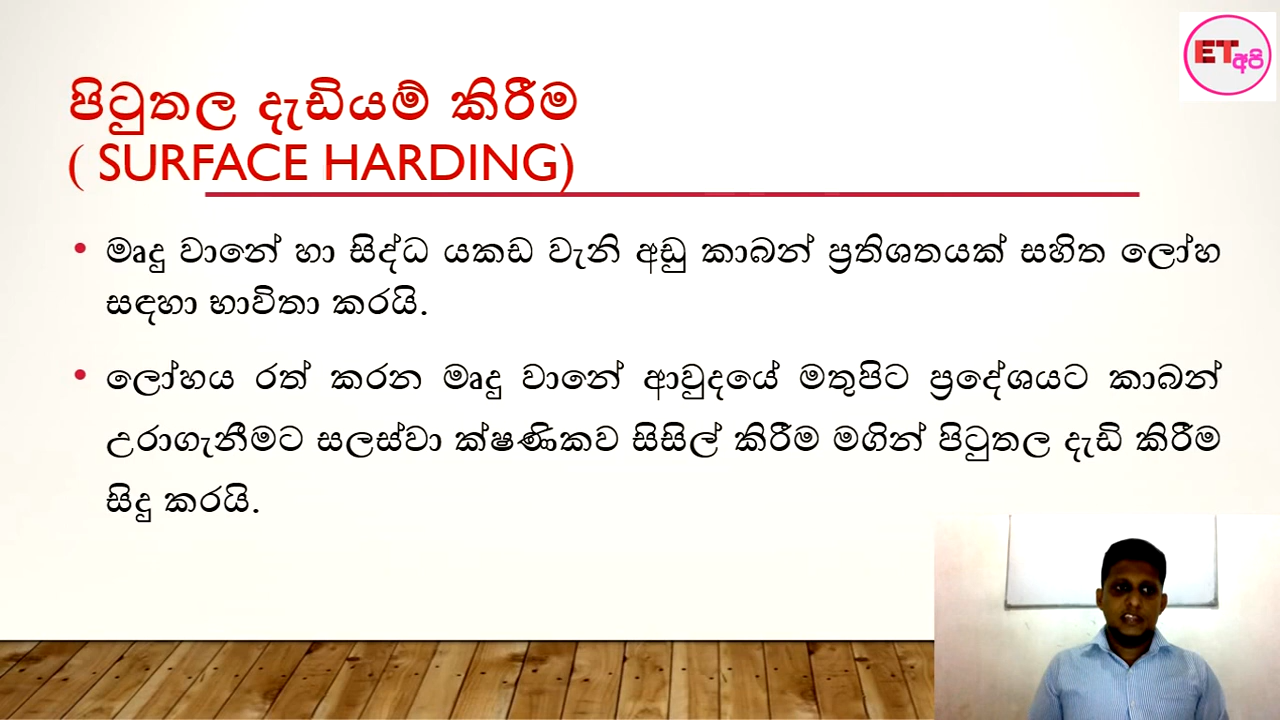 ET
අපි
පිටුතල දැඩියම් කිරීම
( SURFACE HARDING)
• මෘදු වානේ හා සිද්ධ යකඩ වැනි අඩු කාබන් ප්‍රතිශතයක් සහිත ලෝහ
සඳහා භාවිතා කරයි.
• ලෝහය රත් කරන මෘදු වානේ ආවුදයේ මතුපිට ප්‍රදේශයට කාබන්
උරාගැනීමට සලස්වා ක්ෂණිකව සිසිල් කිරීම මගින් පිටුතල දැඩි කිරීම
සිදු කරයි.